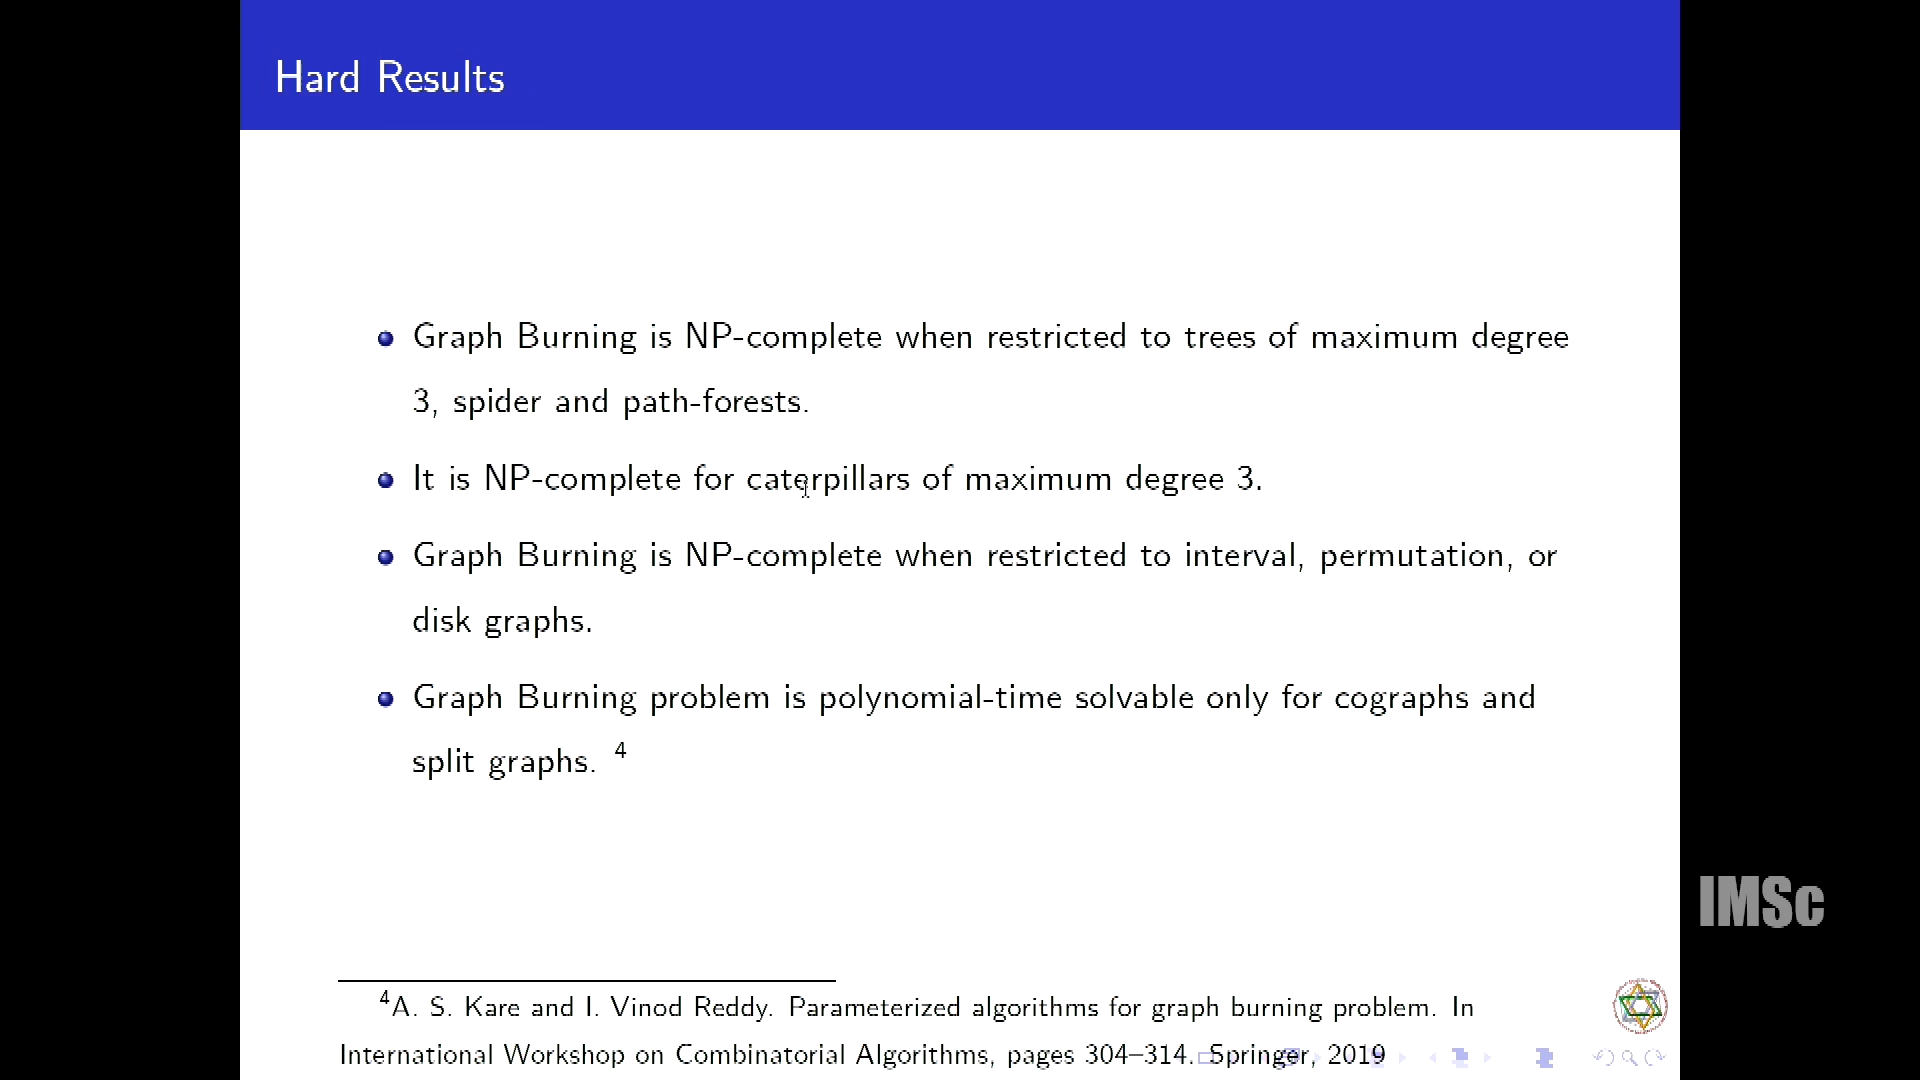 Hard Results
Graph Burning is NP-complete when restricted to trees of maximum degree
3, spider and path-forests.
It is NP-complete for caterpillars of maximum degree 3.
Graph Burning is NP-complete when restricted to interval, permutation, or
disk graphs.
Graph Burning problem is polynomial-time solvable only for cographs and
split graphs. 4
IMSc
4A. S. Kare and I. Vinod Reddy. Parameterized algorithms for graph burning problem. In
International Workshop on Combinatorial Algorithms, pages 304–314. Springer, 2019